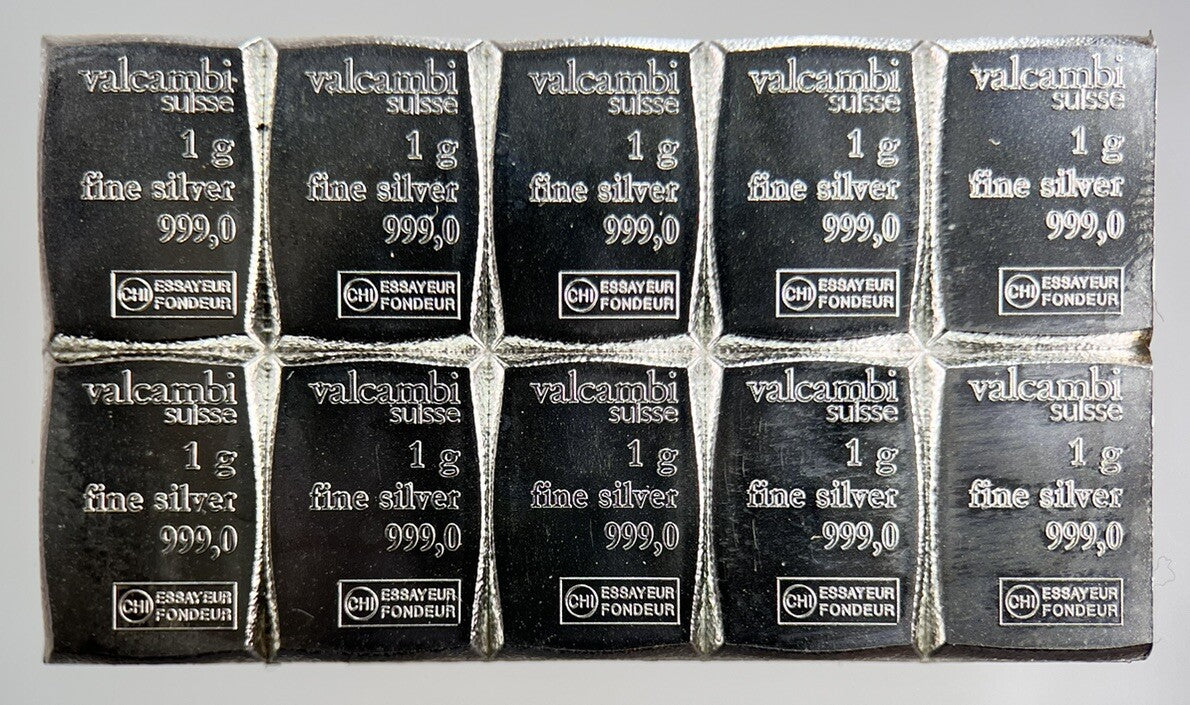 valcambi valcambi valcambi valcambi valcambi
suisse suisse suisse suisse suisse
1 g 1 g 1 g 1 g 1 g
fine silver fine silver fine silver fine silver fine silver
999,0 999,0 999,0 999,0 999,0
CHI ESSAYEUR CHI ESSAYEUR CHI ESSAYEUR CHI ESSAYEUR CHI ESSAYEUR
FONDEUR FONDEUR FONDEUR FONDEUR FONDEUR
valcambi valcambi valcambi valcambi valcambi
suisse suisse suisse suisse suisse
1 g 1 g 1 g 1 g 1 g
fine silver fine silver fine silver fine silver fine silver
999,0 999,0 999,0 999,0 999,0
CHI ESSAYEUR CHI ESSAYEUR CHI ESSAYEUR CHI ESSAYEUR CHI ESSAYEUR
FONDEUR FONDEUR FONDEUR FONDEUR FONDEUR